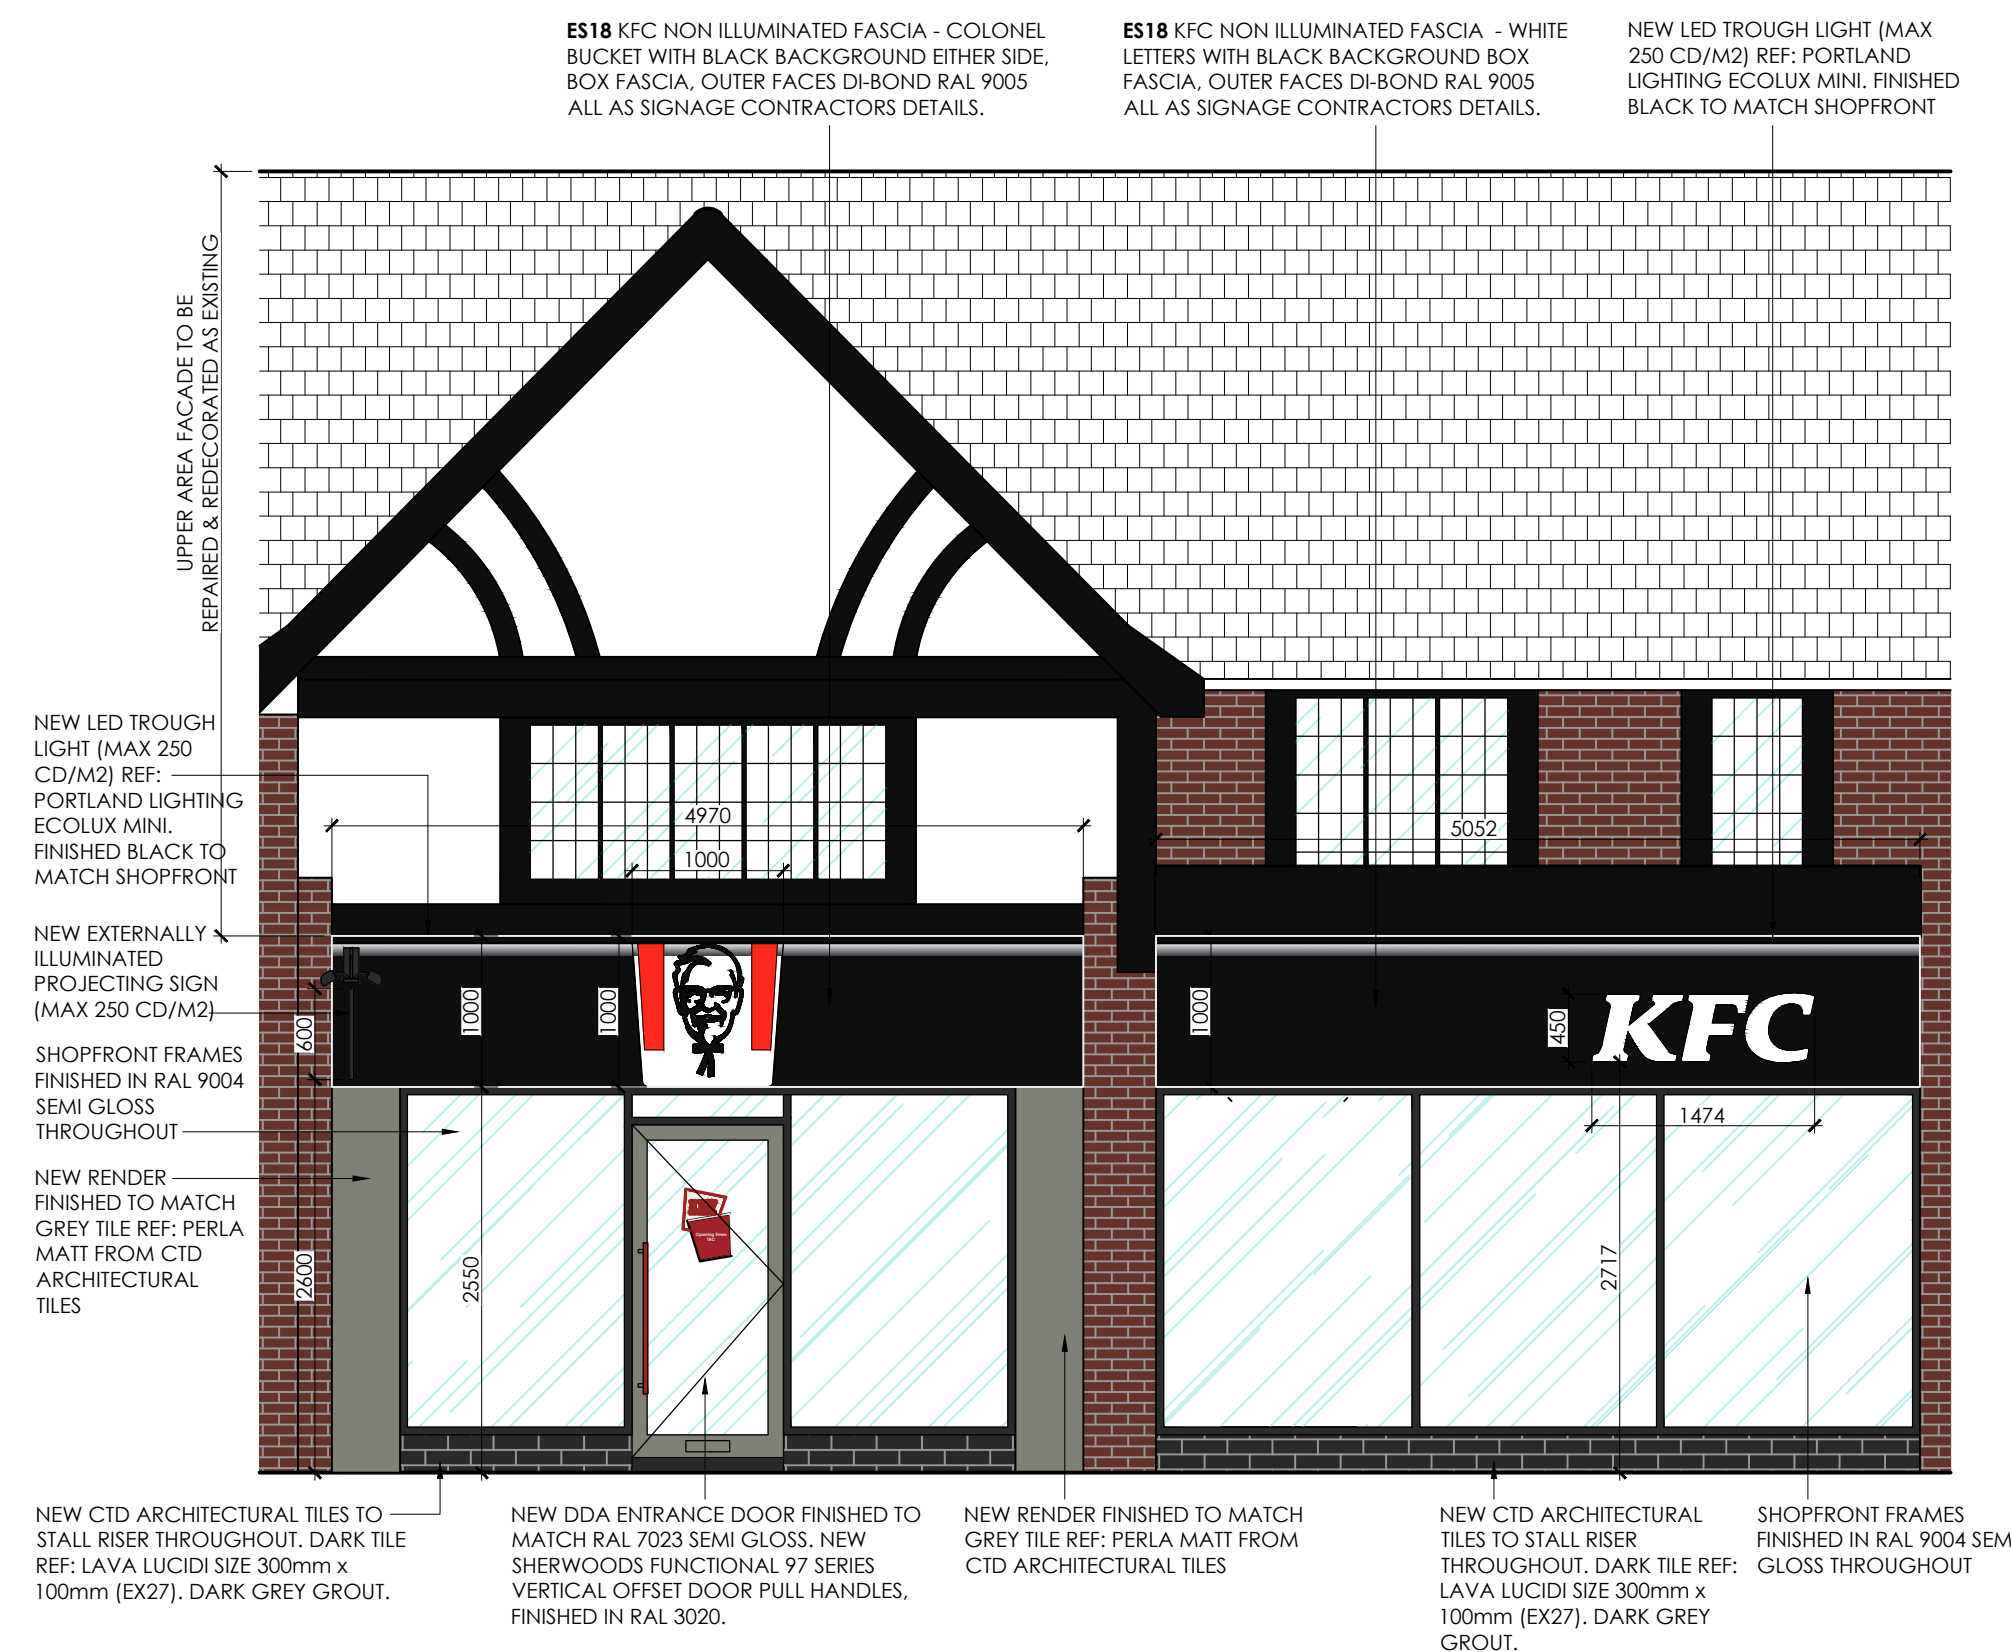 ES18 KFC NON ILLUMINATED FASCIA - COLONEL
BUCKET WITH BLACK BACKGROUND EITHER SIDE,
BOX FASCIA, OUTER FACES DI-BOND RAL 9005
ALL AS SIGNAGE CONTRACTORS DETAILS.
ES18 KFC NON ILLUMINATED FASCIA - WHITE
LETTERS WITH BLACK BACKGROUND BOX
FASCIA, OUTER FACES DI-BOND RAL 9005
ALL AS SIGNAGE CONTRACTORS DETAILS.
NEW LED TROUGH LIGHT (MAX
250 CD/M2) REF: PORTLAND
LIGHTING ECOLUX MINI. FINISHED
BLACK TO MATCH SHOPFRONT
UPPER AREA FACADE TO BE
REPAIRED & REDECORATED AS EXISTING
NEW LED TROUGH
LIGHT (MAX 250
CD/M2) REF:
PORTLAND LIGHTING
ECOLUX MINI.
FINISHED BLACK TO
MATCH SHOPFRONT
4970
1000
5052
NEW EXTERNALLY
ILLUMINATED
PROJECTING SIGN
(MAX 250 CD/M2)
600
1000
1000
1000
450
KFC
1474
SHOPFRONT FRAMES
FINISHED IN RAL 9004
SEMI GLOSS
THROUGHOUT
NEW RENDER
FINISHED TO MATCH
GREY TILE REF: PERLA
MATT FROM CTD
ARCHITECTURAL
TILES
2600
2550
Opening times
TBC
2717
NEW CTD ARCHITECTURAL TILES TO
STALL RISER THROUGHOUT. DARK TILE
REF: LAVA LUCIDI SIZE 300mm x
100mm (EX27). DARK GREY GROUT.
NEW DDA ENTRANCE DOOR FINISHED TO
MATCH RAL 7023 SEMI GLOSS. NEW
SHERWOODS FUNCTIONAL 97 SERIES
VERTICAL OFFSET DOOR PULL HANDLES,
FINISHED IN RAL 3020.
NEW RENDER FINISHED TO MATCH
GREY TILE REF: PERLA MATT FROM
CTD ARCHITECTURAL TILES
NEW CTD ARCHITECTURAL
TILES TO STALL RISER
THROUGHOUT. DARK TILE REF:
LAVA LUCIDI SIZE 300mm x
100mm (EX27). DARK GREY
GROUT.
SHOPFRONT FRAMES
FINISHED IN RAL 9004 SEM
GLOSS THROUGHOUT